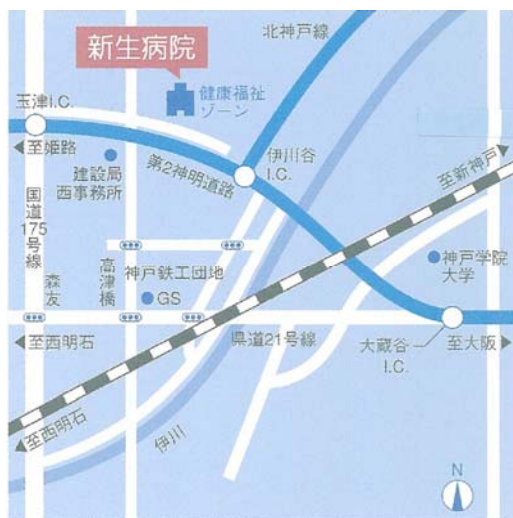 北神戸線
新生病院
健康福祉
ゾーン
玉津I.C.
至姫路
建設局
西事務所
第2神明道路
伊川谷
I.C.
至新神戸
国道175号線
森友
高津橋
神戸鉄工団地
GS
神戸学院
大学
県道21号線
至西明石
大蔵谷
I.C.
至大阪
至西明石
伊川
N